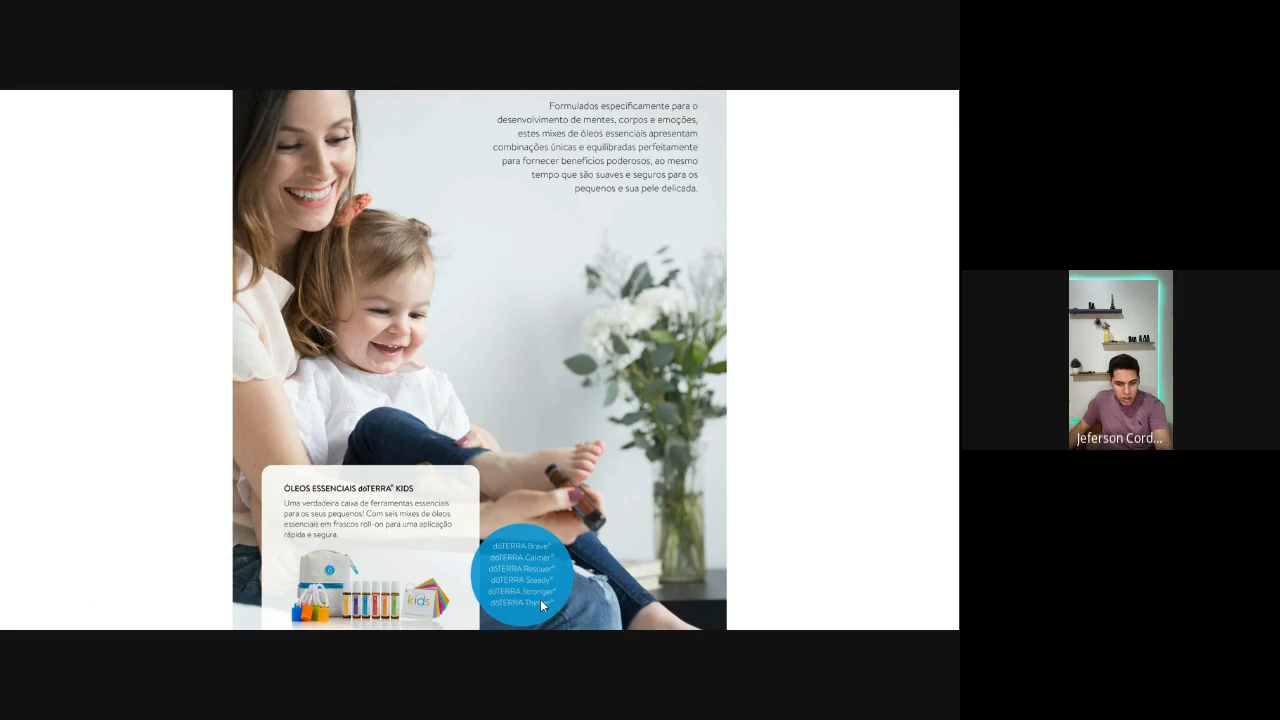 Formulados especificamente para o
desenvolvimento de mentes, corpos e emoções,
estes mixes de óleos essenciais apresentam
combinações únicas e equilibradas perfeitamente
para fornecer benefícios poderosos, ao mesmo
tempo que são suaves e seguros para os
pequenos e sua pele delicada.
ÓLEOS ESSENCIAIS dōTERRA® KIDS
Uma verdadeira caixa de ferramentas essenciais
para os seus pequenos! Com seis mixes de óleos
essenciais em frascos roll-on para uma aplicação
rápida e segura.
kids
dōTERRA Brave®
dōTERRA Calmer®
dōTERRA Rescuer®
dōTERRA Steady®
dōTERRA Stronger®
dōTERRA
Jeferson Cord...